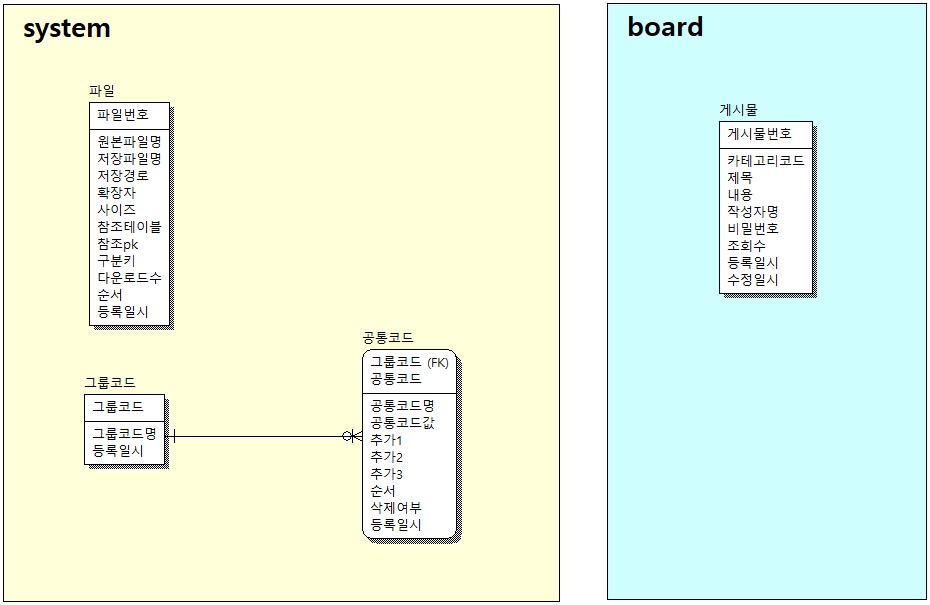 system
파일
파일번호
원본파일명
저장파일명
저장경로
확장자
사이즈
참조테이블
참조pk
구분키
다운로드수
순서
등록일시
그룹코드
그룹코드
그룹코드명
등록일시
공통코드
그룹코드 (FK)
공통코드
공통코드명
공통코드값
추가1
추가2
추가3
순서
삭제여부
등록일시
board
게시물
게시물번호
카테고리코드
제목
내용
작성자명
비밀번호
조회수
등록일시
수정일시